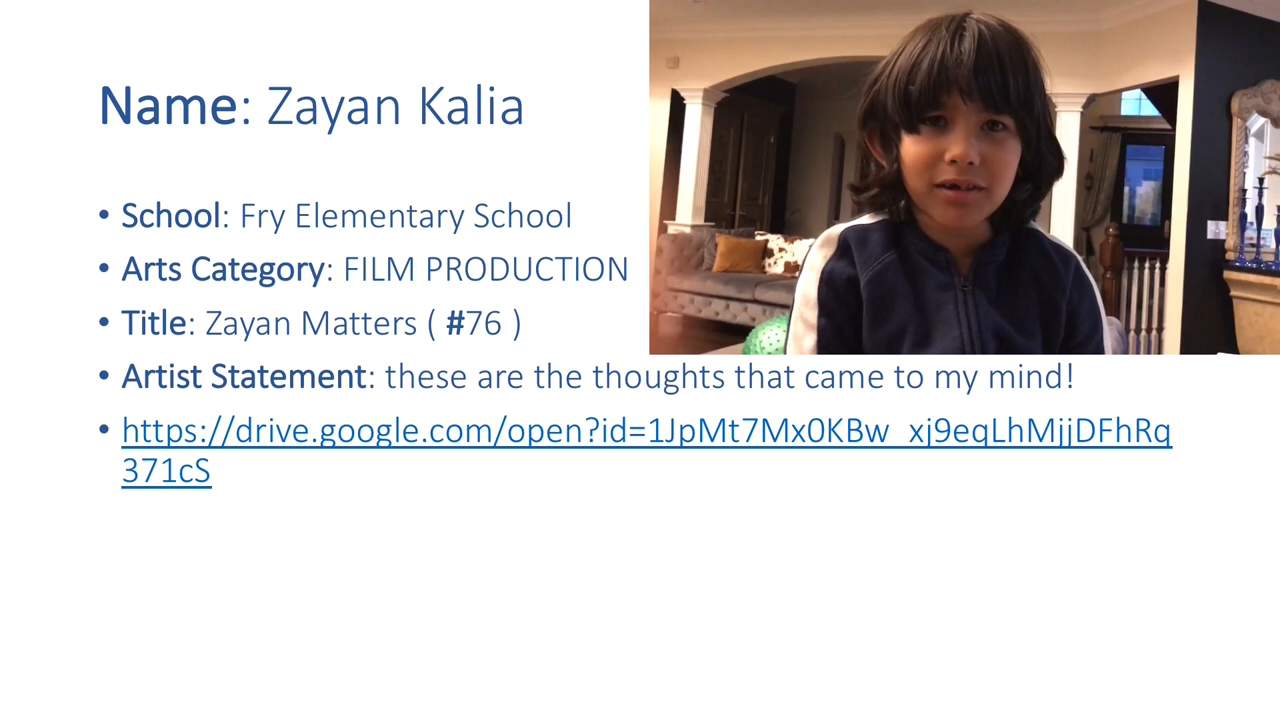 Name: Zayan Kalia
• School: Fry Elementary School
• Arts Category: FILM PRODUCTION
• Title: Zayan Matters ( #76 )
• Artist Statement: these are the thoughts that came to my mind!
• https://drive.google.com/open?id=1JpMt7Mx0KBw_xj9eqLhMjjDFhRq
371cS